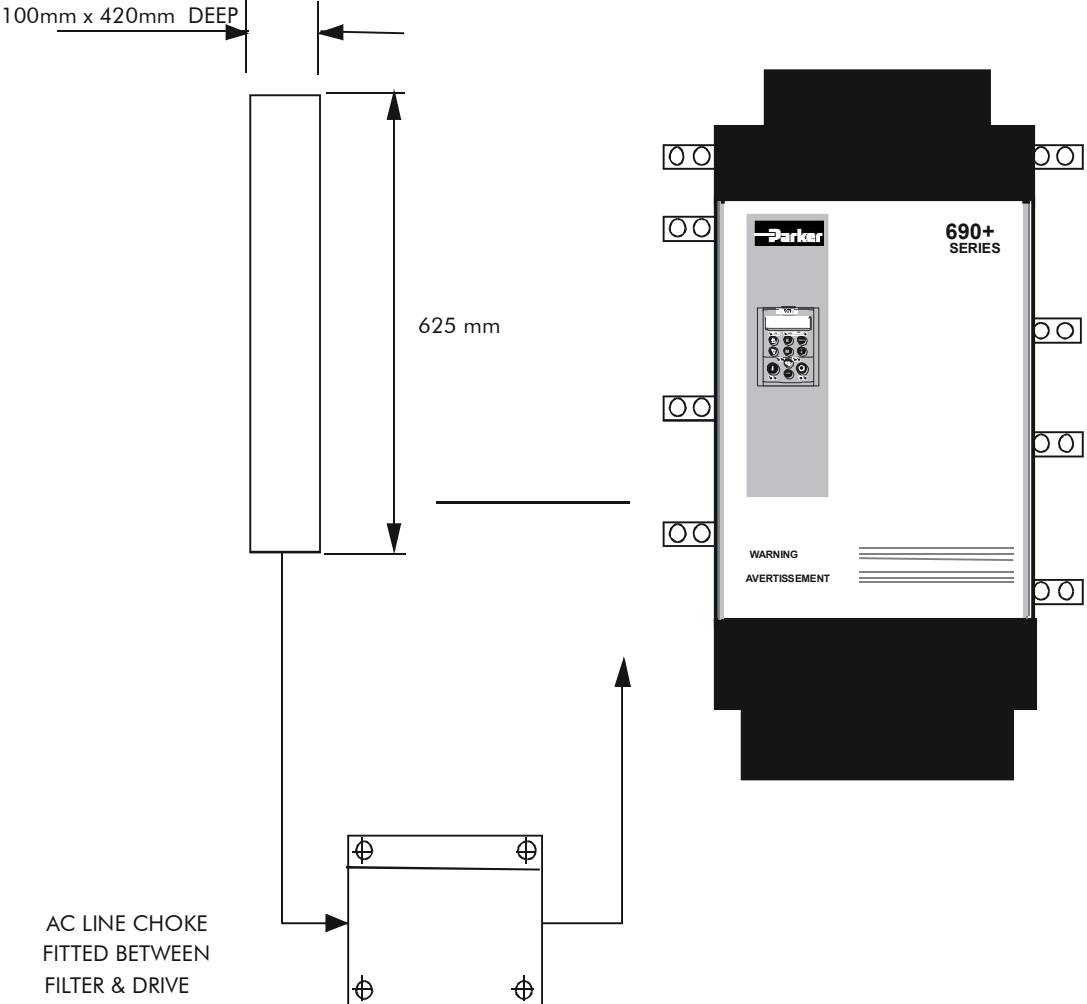 100mm x 420mm DEEP
625 mm
Parker
690+
SERIES
WARNING
AVERTISSEMENT
AC LINE CHOKE
FITTED BETWEEN
FILTER & DRIVE